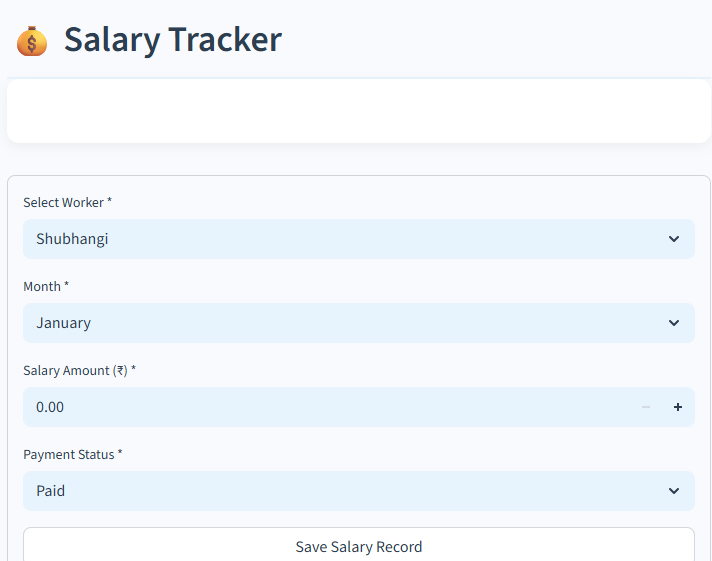 Salary Tracker
Select Worker *
Shubhangi
Month *
January
Salary Amount (₹) *
0.00
Payment Status *
Paid
Save Salary Record